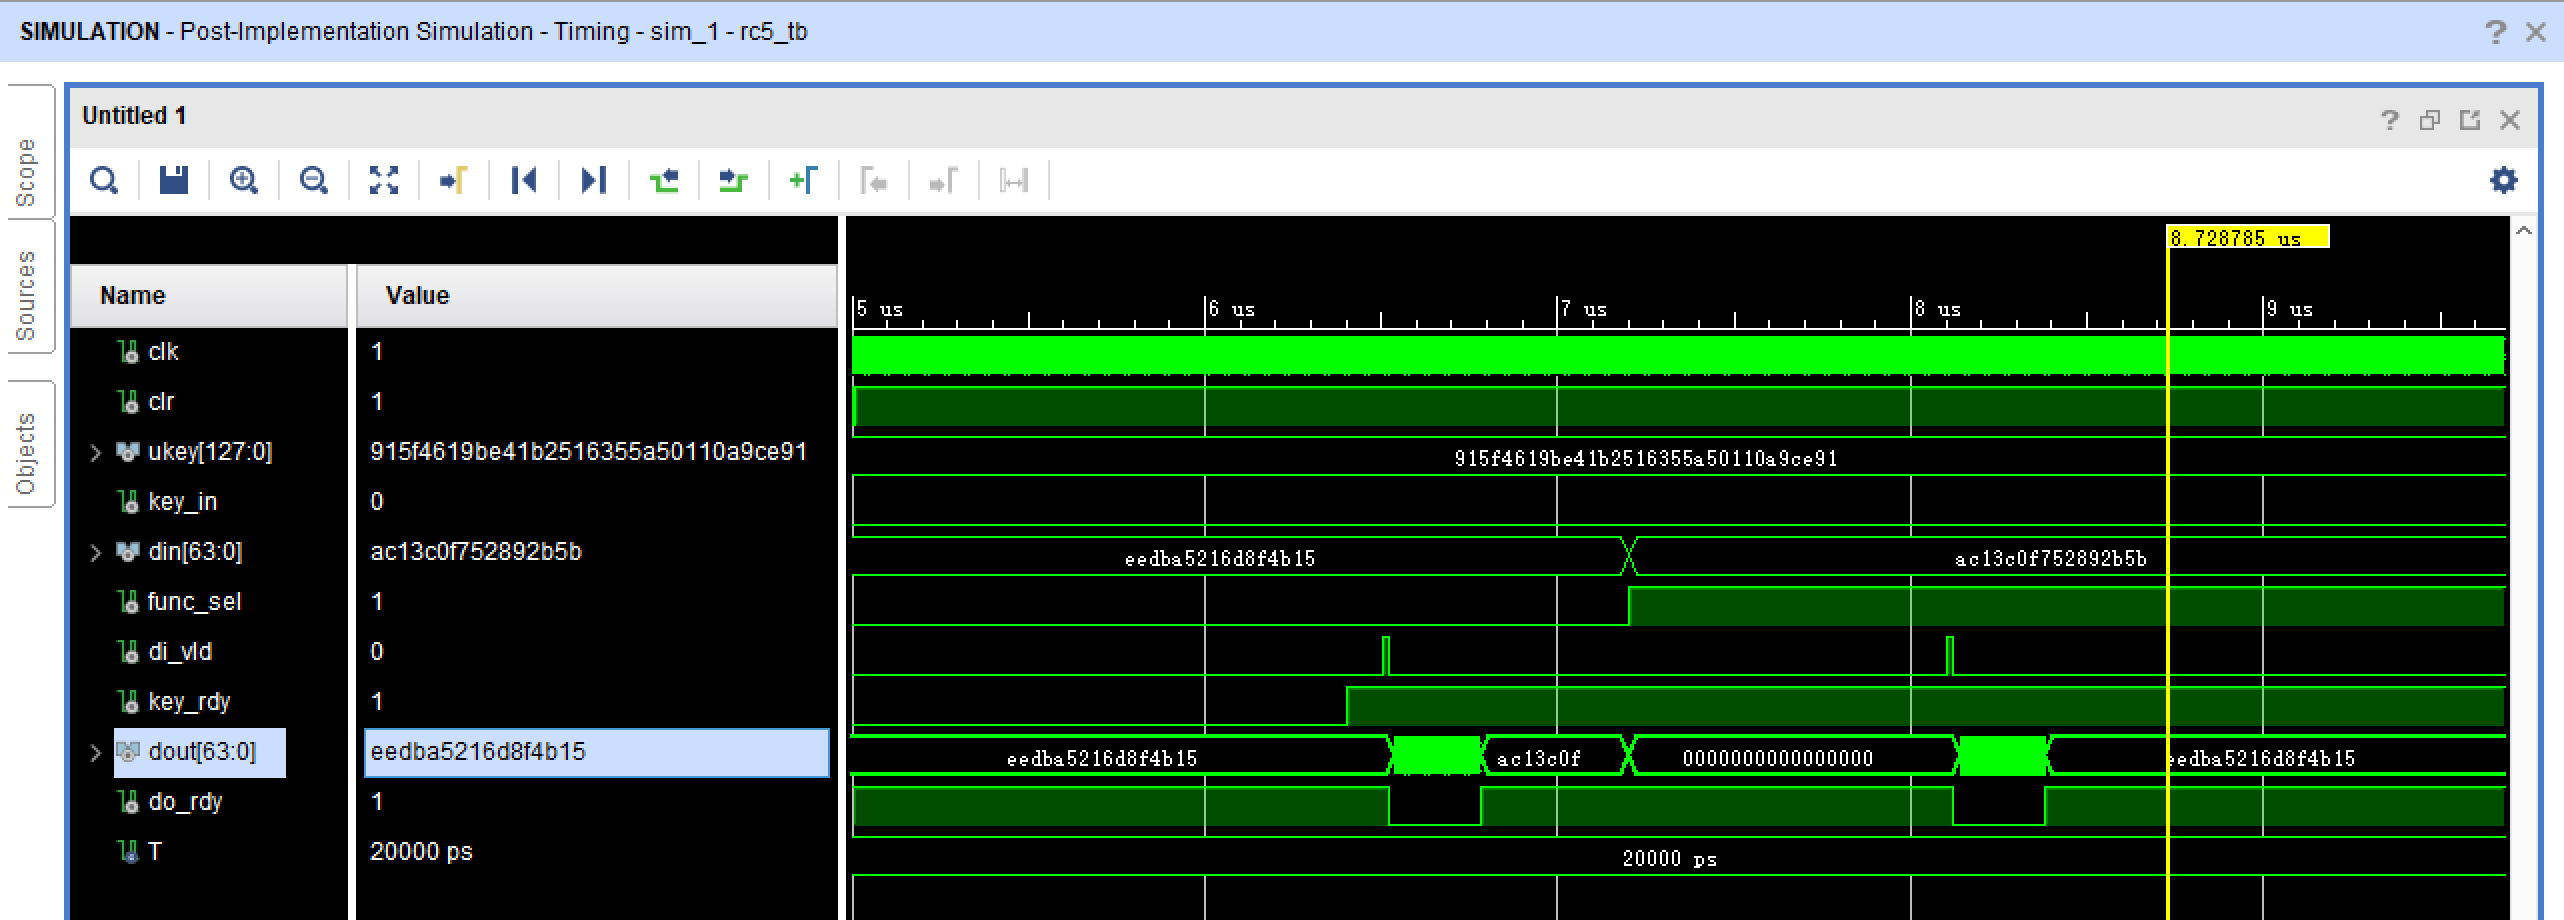 SIMULATION - Post-Implementation Simulation - Timing - sim_1 - rc5_tb
Scope
Sources
Objects
Untitled 1
8.728785 us
Name Value
5 us 6 us 7 us 8 us 9 us
clk 1
clr 1
ukey[127:0] 915f4619be41b2516355a50110a9ce91 915f4619be41b2516355a50110a9ce91
key_in 0
din[63:0] ac13c0f752892b5b eedba5216d8f4b15 ac13c0f752892b5b
func_sel 1
di_vld 0
key_rdy 1
dout[63:0] eedba5216d8f4b15 eedba5216d8f4b15 ac13c0f 0000000000000000 eedba5216d8f4b15
do_rdy 1
T 20000 ps 20000 ps